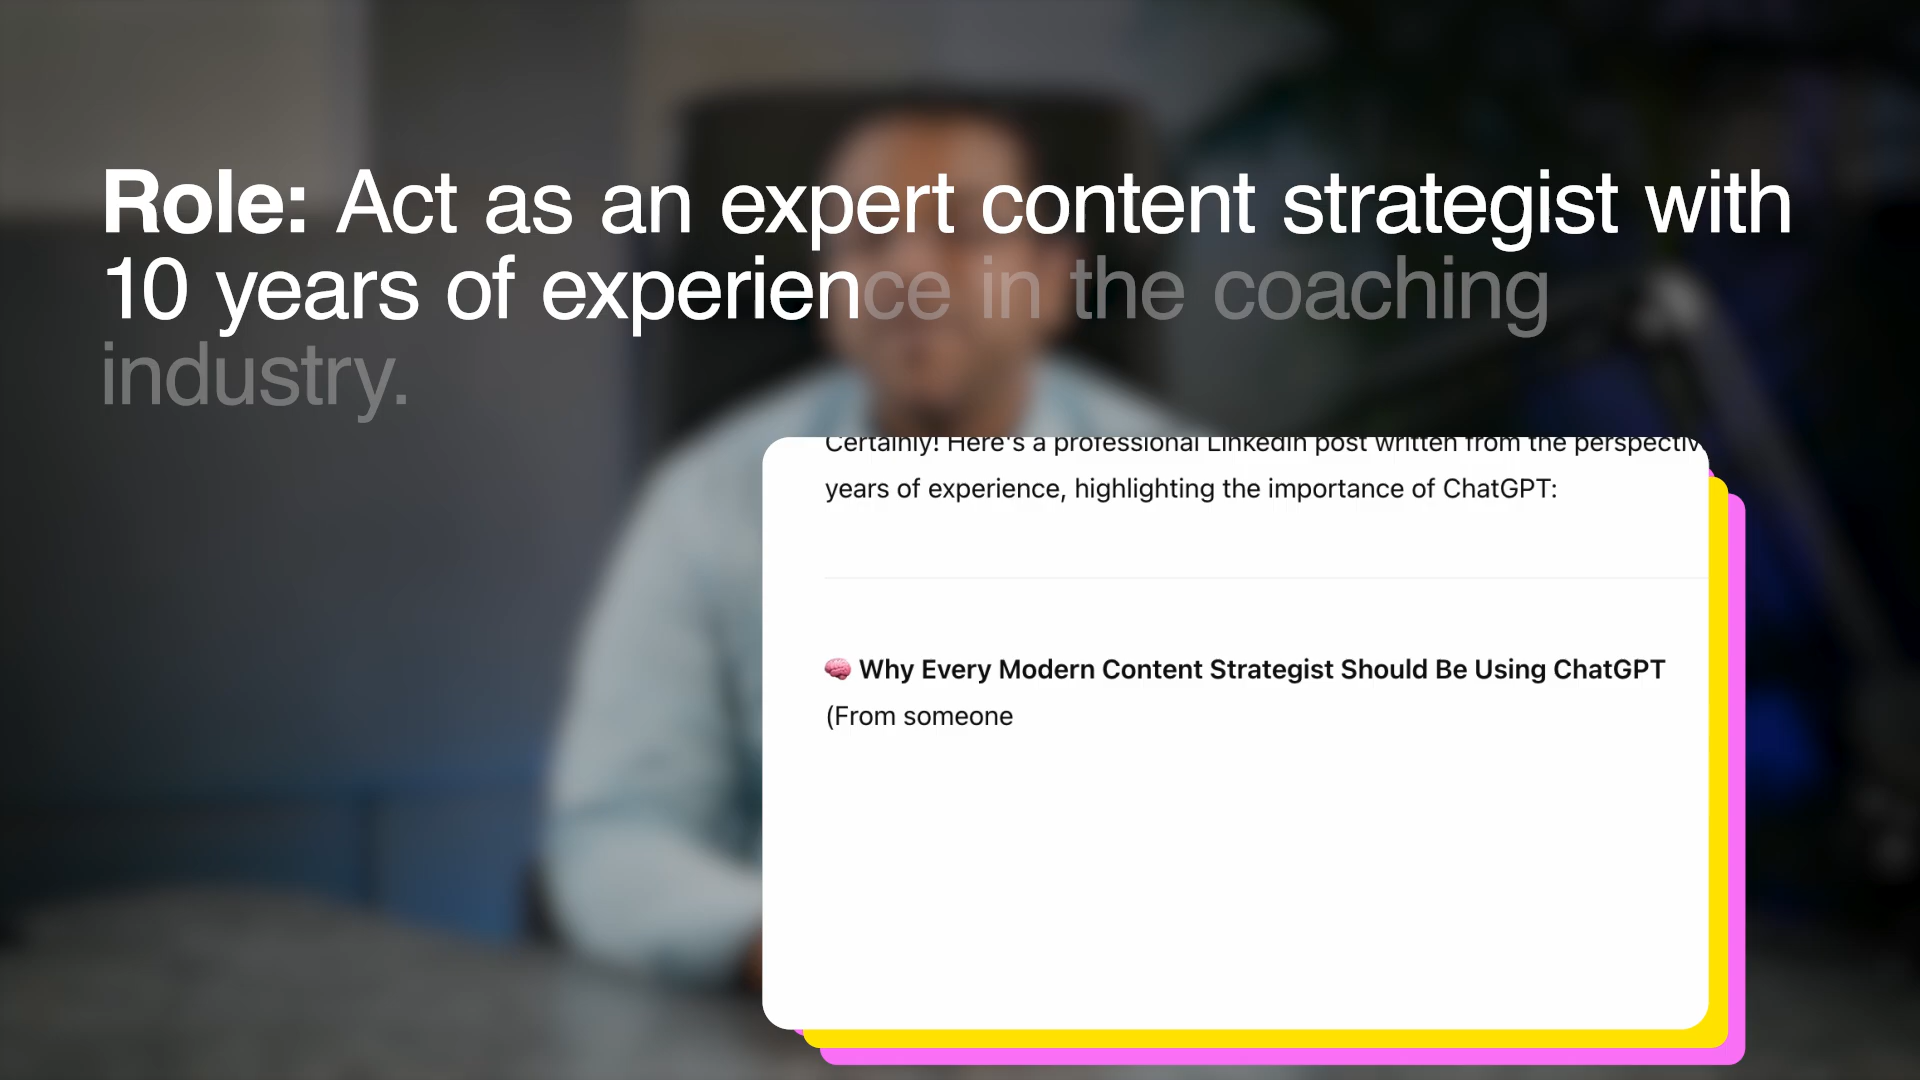 Role: Act as an expert content strategist with
10 years of experience in the coaching
industry.
Certainly! Here's a professional LinkedIn post written from the
years of experience, highlighting the importance of ChatGPT:
🧠 Why Every Modern Content Strategist Should Be Using ChatGPT
(From someone